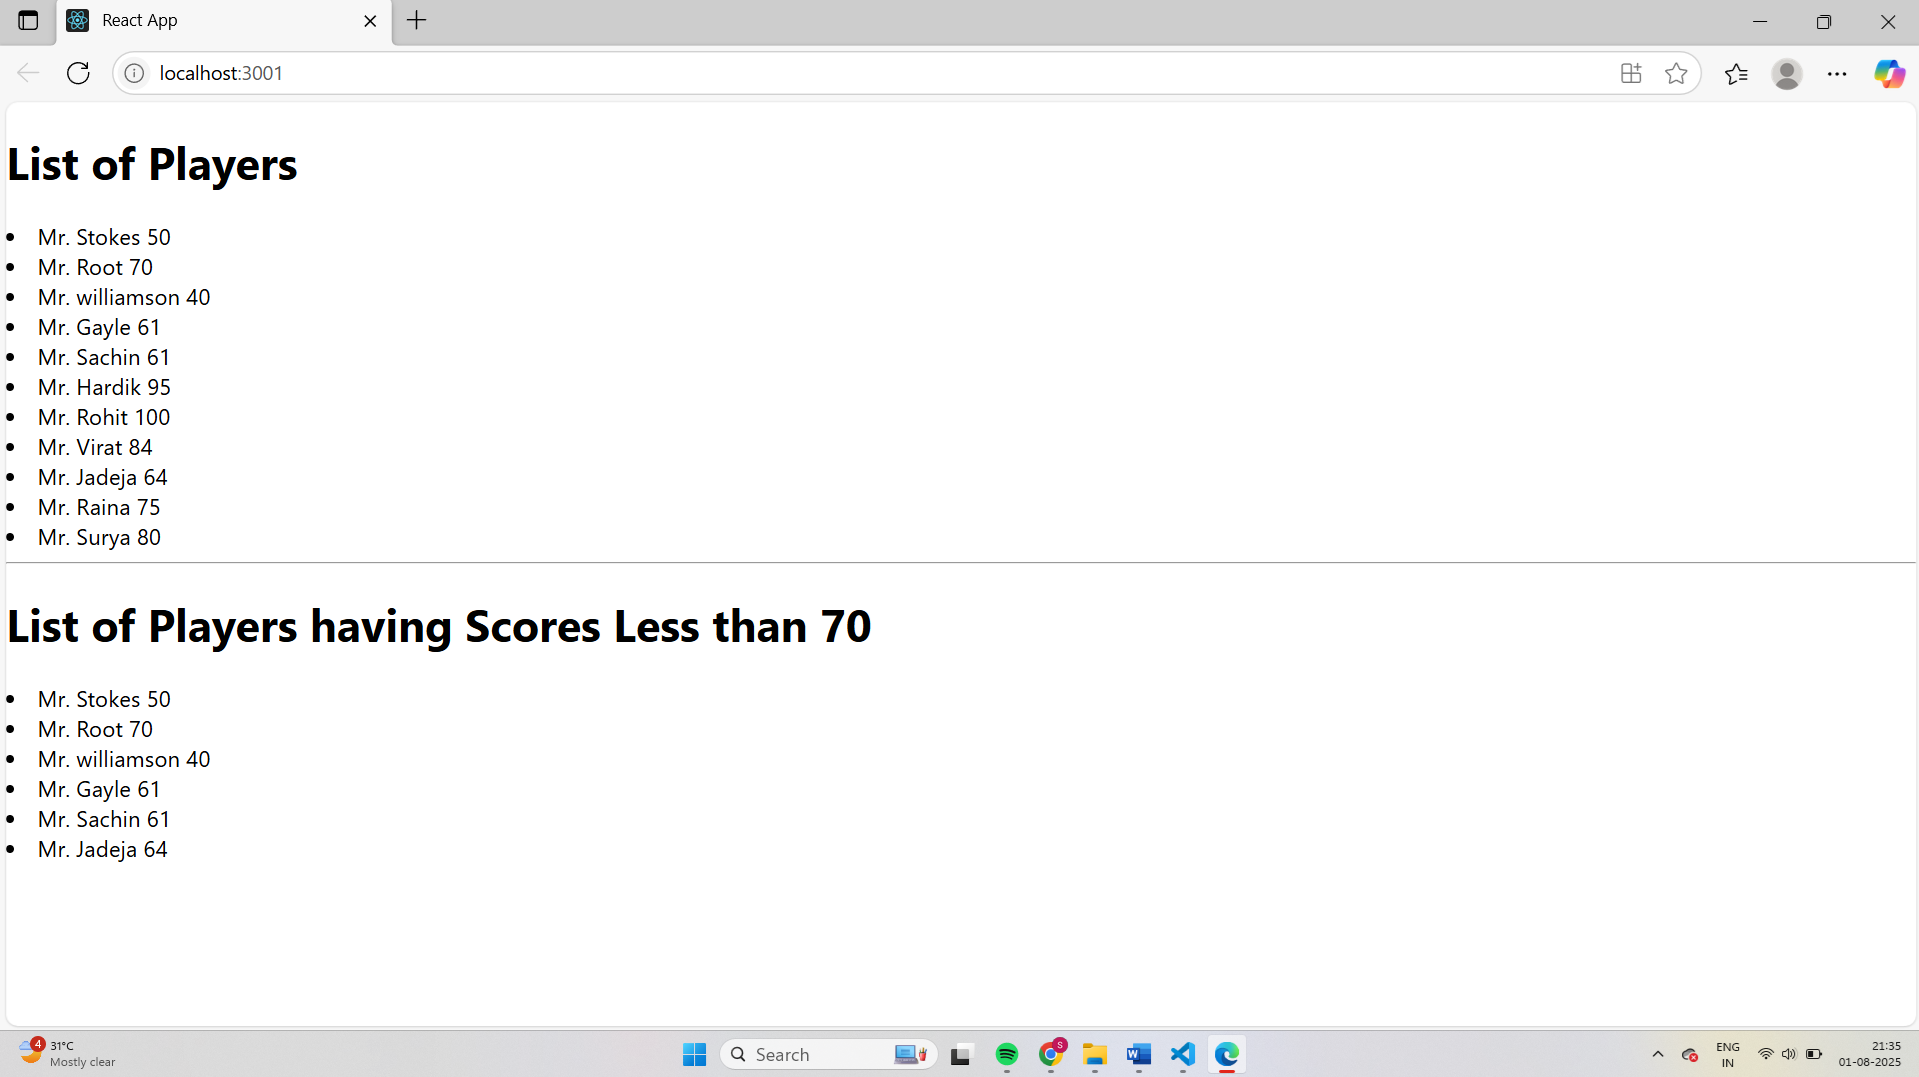 React App
localhost:3001
List of Players
Mr. Stokes 50
Mr. Root 70
Mr. williamson 40
Mr. Gayle 61
Mr. Sachin 61
Mr. Hardik 95
Mr. Rohit 100
Mr. Virat 84
Mr. Jadeja 64
Mr. Raina 75
Mr. Surya 80
List of Players having Scores Less than 70
Mr. Stokes 50
Mr. Root 70
Mr. williamson 40
Mr. Gayle 61
Mr. Sachin 61
Mr. Jadeja 64
4
31°C
Mostly clear
Search
S
W
ENG
IN
21:35
01-08-2025